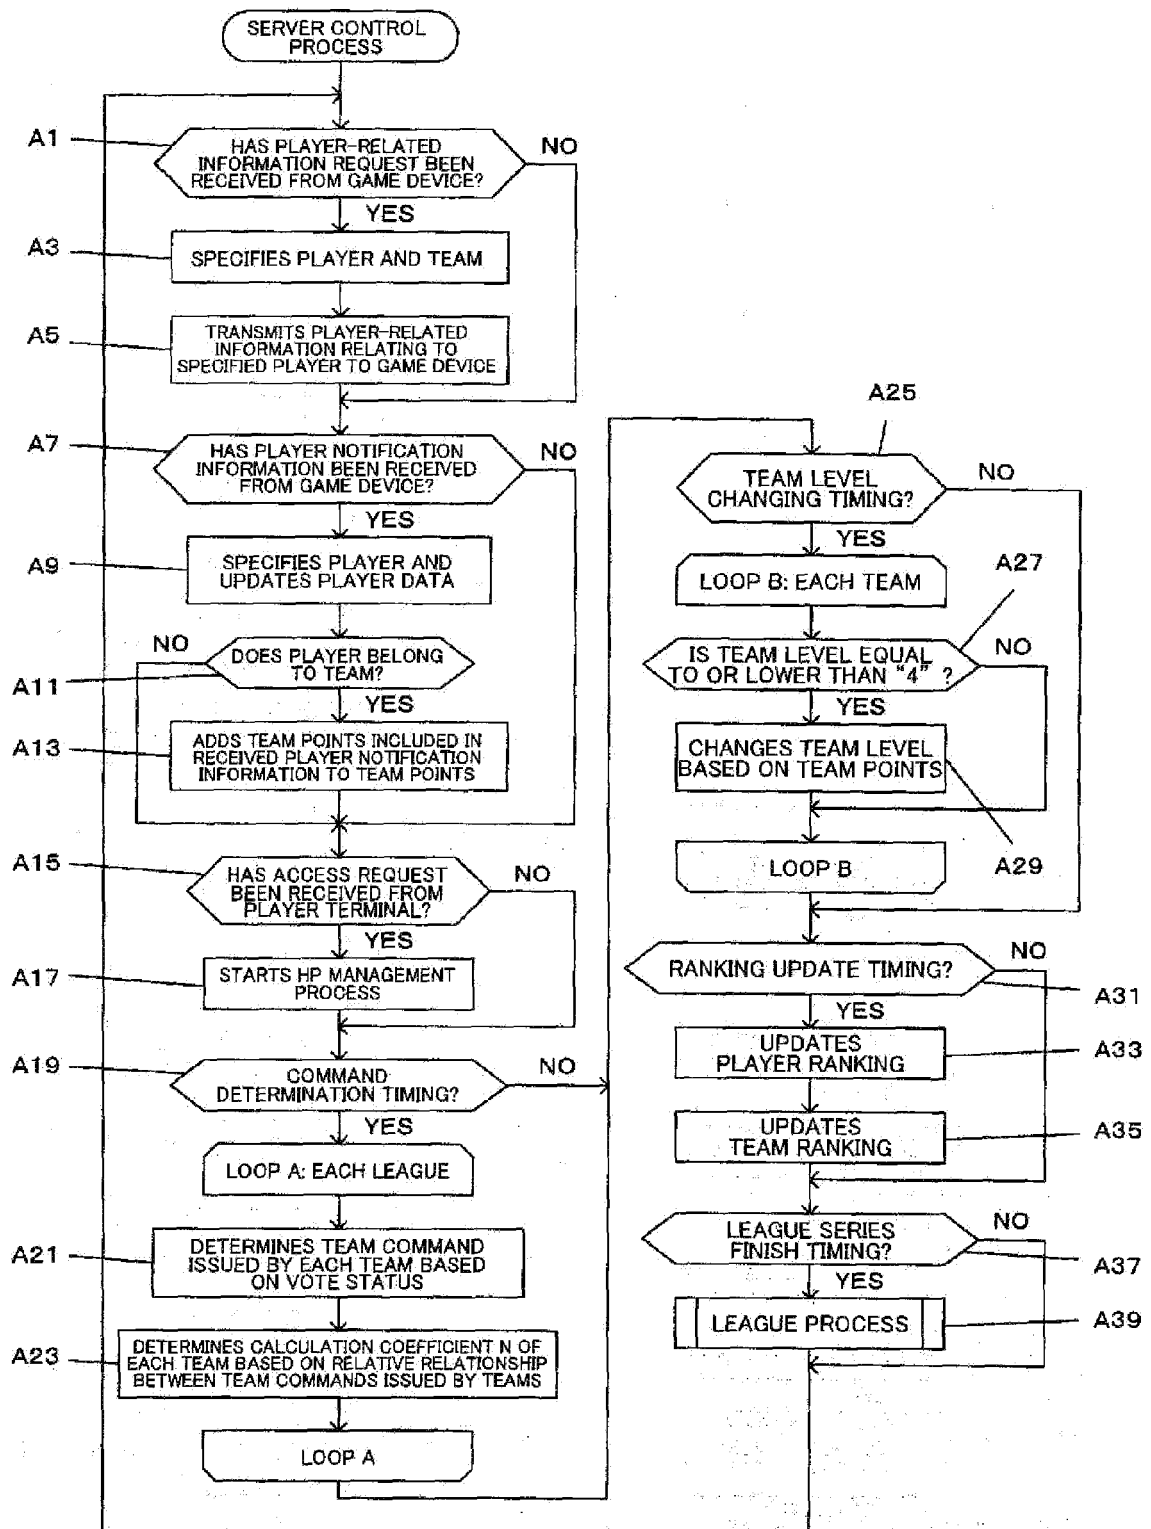 SERVER CONTROL
PROCESS
A1
HAS PLAYER-RELATED
INFORMATION REQUEST BEEN
RECEIVED FROM GAME DEVICE?
NO
YES
A3
SPECIFIES PLAYER AND TEAM
A5
TRANSMITS PLAYER-RELATED
INFORMATION RELATING TO
SPECIFIED PLAYER TO GAME DEVICE
A7
HAS PLAYER NOTIFICATION
INFORMATION BEEN RECEIVED
FROM GAME DEVICE?
NO
YES
A9
SPECIFIES PLAYER AND
UPDATES PLAYER DATA
NO
A11
DOES PLAYER BELONG
TO TEAM?
YES
A13
ADDS TEAM POINTS INCLUDED IN
RECEIVED PLAYER NOTIFICATION
INFORMATION TO TEAM POINTS
A15
HAS ACCESS REQUEST
BEEN RECEIVED FROM
PLAYER TERMINAL?
NO
YES
A17
STARTS HP MANAGEMENT
PROCESS
A19
COMMAND
DETERMINATION TIMING?
NO
YES
LOOP A: EACH LEAGUE
A21
DETERMINES TEAM COMMAND
ISSUED BY EACH TEAM BASED
ON VOTE STATUS
A23
DETERMINES CALCULATION COEFFICIENT N OF
EACH TEAM BASED ON RELATIVE RELATIONSHIP
BETWEEN TEAM COMMANDS ISSUED BY TEAMS
LOOP A
A25
TEAM LEVEL
CHANGING TIMING?
NO
YES
LOOP B: EACH TEAM
A27
IS TEAM LEVEL EQUAL
TO OR LOWER THAN "4" ?
NO
YES
CHANGES TEAM LEVEL
BASED ON TEAM POINTS
A29
LOOP B
RANKING UPDATE TIMING?
NO
A31
YES
UPDATES
PLAYER RANKING
A33
UPDATES
TEAM RANKING
A35
LEAGUE SERIES
FINISH TIMING?
NO
A37
YES
LEAGUE PROCESS
A39